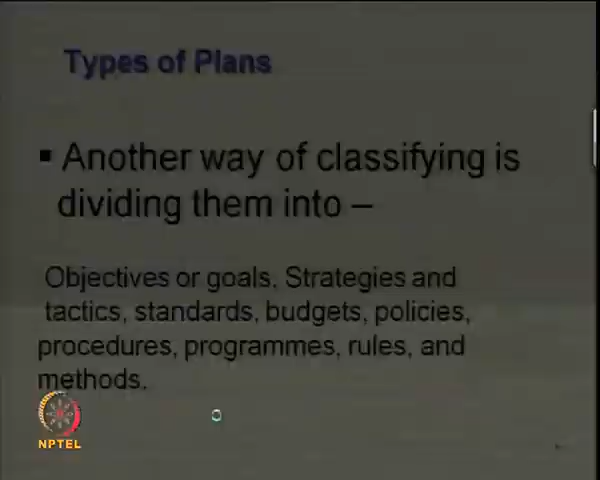 Types of Plans
▪ Another way of classifying is
dividing them into –
Objectives or goals, Strategies and
tactics, standards, budgets, policies,
procedures, programmes, rules, and
methods.
NPTEL